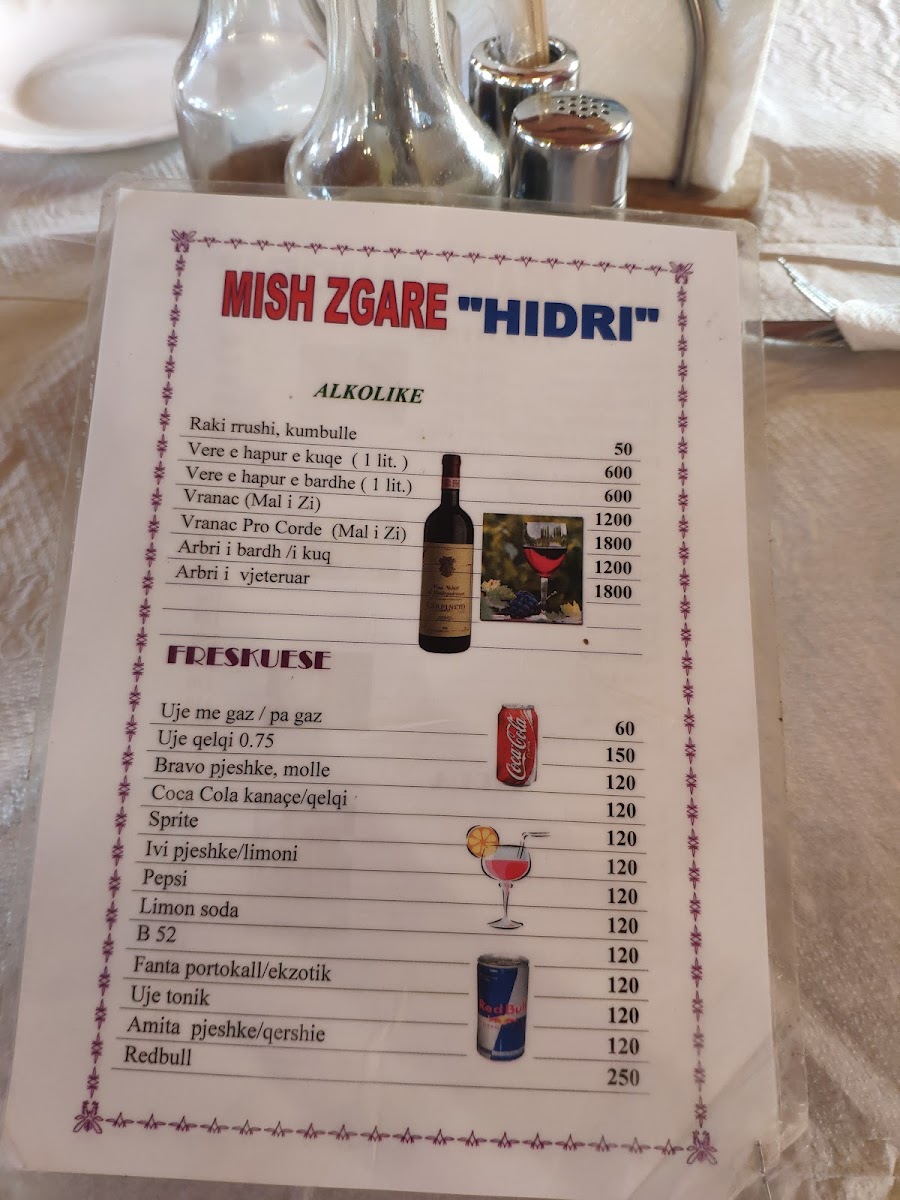 MISH ZGARE "HIDRI"
ALKOLIKE
Raki rrushi, kumbulle 50
Vere e hapur e kuqe ( 1 lit. ) 600
Vere e hapur e bardhe ( 1 lit.) 600
Vranac (Mal i Zi) 1200
Vranac Pro Corde (Mal i Zi) 1800
Arbri i bardh /i kuq 1200
Arbri i vjeteruar 1800
FRESKUESE
Uje me gaz / pa gaz 60
Uje qelqi 0.75 150
Bravo pjeshke, molle 120
Coca Cola kanaçe/qelqi 120
Sprite 120
Ivi pjeshke/limoni 120
Pepsi 120
Limon soda 120
B 52 120
Fanta portokall/ekzotik 120
Uje tonik 120
Amita pjeshke/qershie 120
Redbull 250
Coca-Cola
Red Bull